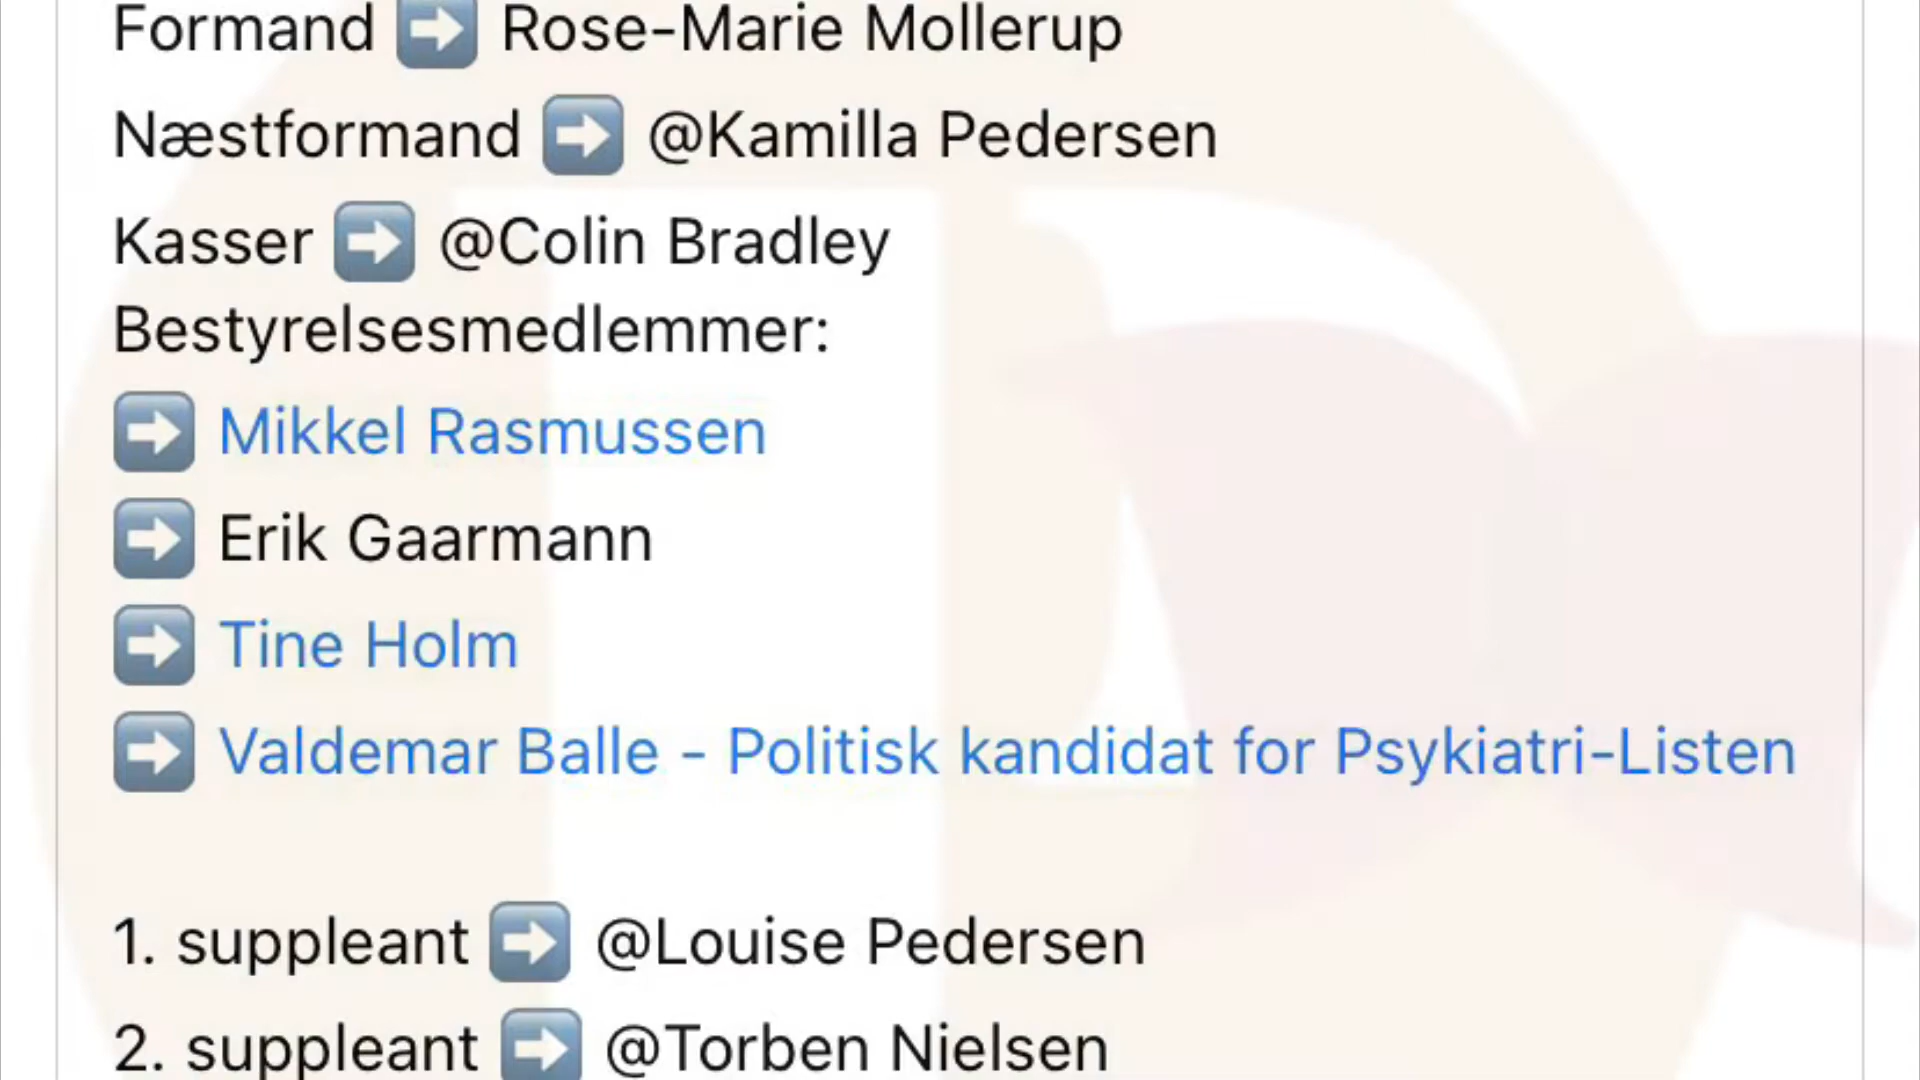 Formand ➡️ Rose-Marie Mollerup
Næstformand ➡️ @Kamilla Pedersen
Kasser ➡️ @Colin Bradley
Bestyrelsesmedlemmer:
➡️ Mikkel Rasmussen
➡️ Erik Gaarmann
➡️ Tine Holm
➡️ Valdemar Balle - Politisk kandidat for Psykiatri-Listen
1. suppleant ➡️ @Louise Pedersen
2. suppleant ➡️ @Torben Nielsen